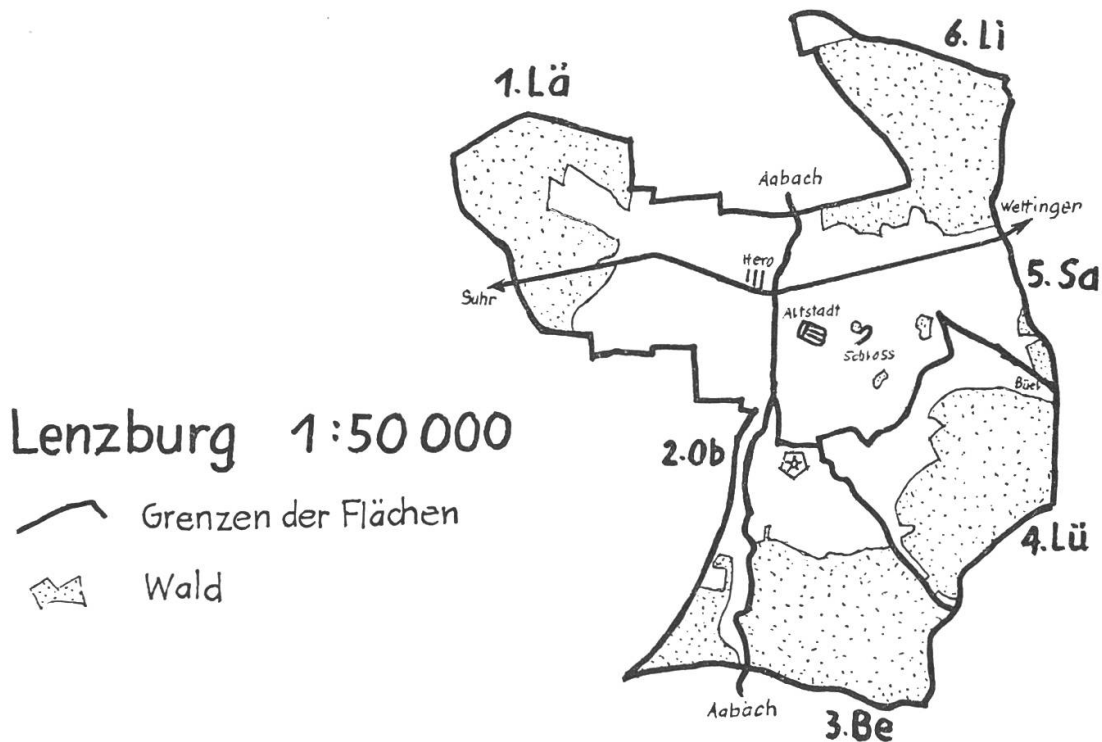 6. Li
1. Lä
Aabach
Wettingen
Hero
5. Sa
Suhr
Altstadt
Schloss
Büel
Lenzburg 1:50 000
2. Ob
Grenzen der Flächen
4. Lü
Wald
Aabach
3. Be